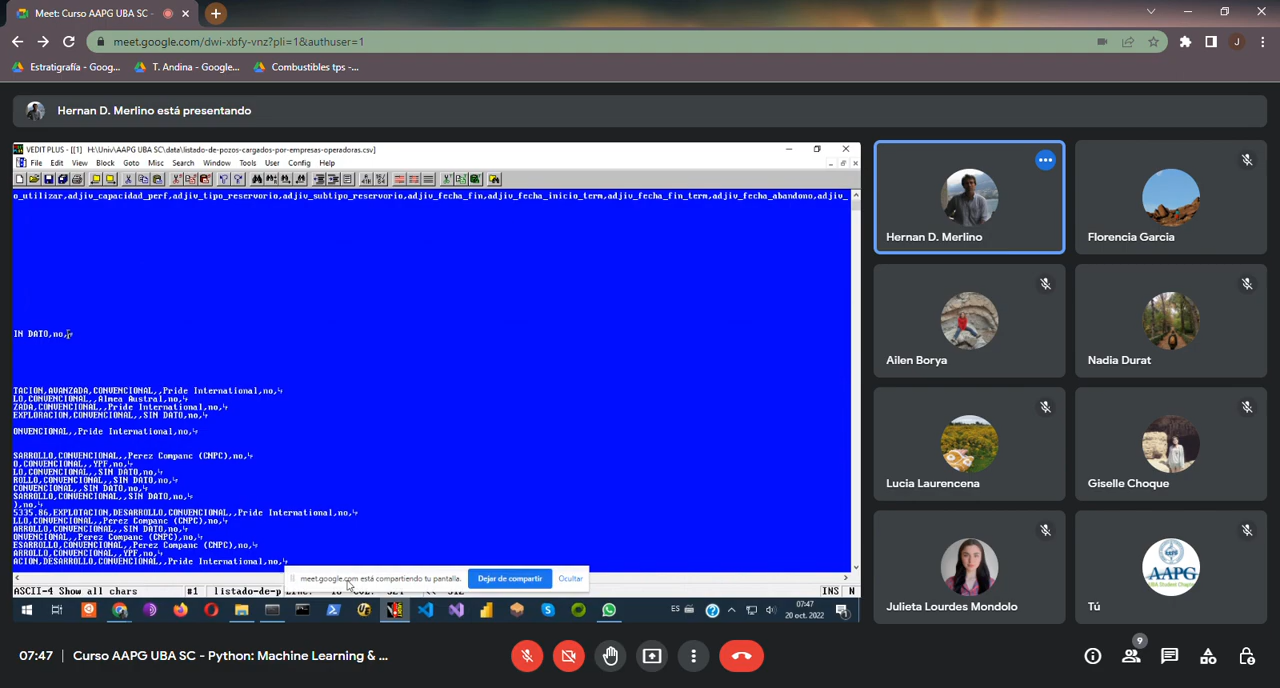 Meet: Curso AAPG UBA SC -
meet.google.com/dwi-xbfy-vnz?pli=1&authuser=1
J
Estratigrafía - Goog...
T. Andina - Google...
Combustibles tps -...
Hernan D. Merlino está presentando
VEDIT PLUS - [[1] H:\Univ\AAPG UBA SC\data\listado-de-pozos-cargados-por-empresas-operadoras.csv]
File Edit View Block Goto Misc Search Window Tools User Config Help
o_utilizar,adjiv_capacidad_perf,adjiv_tipo_reservorio,adjiv_subtipo_reservorio,adjiv_fecha_fin,adjiv_fecha_inicio_term,adjiv_fecha_fin_term,adjiv_fecha_abandono,adjiv_
IN DATO,no,
TACION,AVANZADA,CONVENCIONAL,,Pride International,no,
LO,CONVENCIONAL,,Almea Austral,no,
ZADA,CONVENCIONAL,,Pride International,no,
EXPLORACION,CONVENCIONAL,,SIN DATO,no,
ONVENCIONAL,,Pride International,no,
SARROLLO,CONVENCIONAL,,Perez Companc (CNPC),no,
O,CONVENCIONAL,,YPF,no,
LO,CONVENCIONAL,,SIN DATO,no,
ROLLO,CONVENCIONAL,,SIN DATO,no,
CONVENCIONAL,,SIN DATO,no,
SARROLLO,CONVENCIONAL,,SIN DATO,no,
),no,
5335.86,EXPLOTACION,DESARROLLO,CONVENCIONAL,,Pride International,no,
LLO,CONVENCIONAL,,Perez Companc (CNPC),no,
ARROLLO,CONVENCIONAL,,SIN DATO,no,
ONVENCIONAL,,Perez Companc (CNPC),no,
ESARROLLO,CONVENCIONAL,,Perez Companc (CNPC),no,
ARROLLO,CONVENCIONAL,,YPF,no,
ACION,DESARROLLO,CONVENCIONAL,,Pride International,no,
meet.google.com está compartiendo tu pantalla.
Dejar de compartir
Ocultar
ASCII-4 Show all chars #1 listado-de-p
INS N
ES
07:47
20 oct. 2022
Hernan D. Merlino
Florencia Garcia
Ailen Borya
Nadia Durat
Lucia Laurencena
Giselle Choque
Julieta Lourdes Mondolo
AAPG
Tú
07:47 | Curso AAPG UBA SC - Python: Machine Learning & ...
9